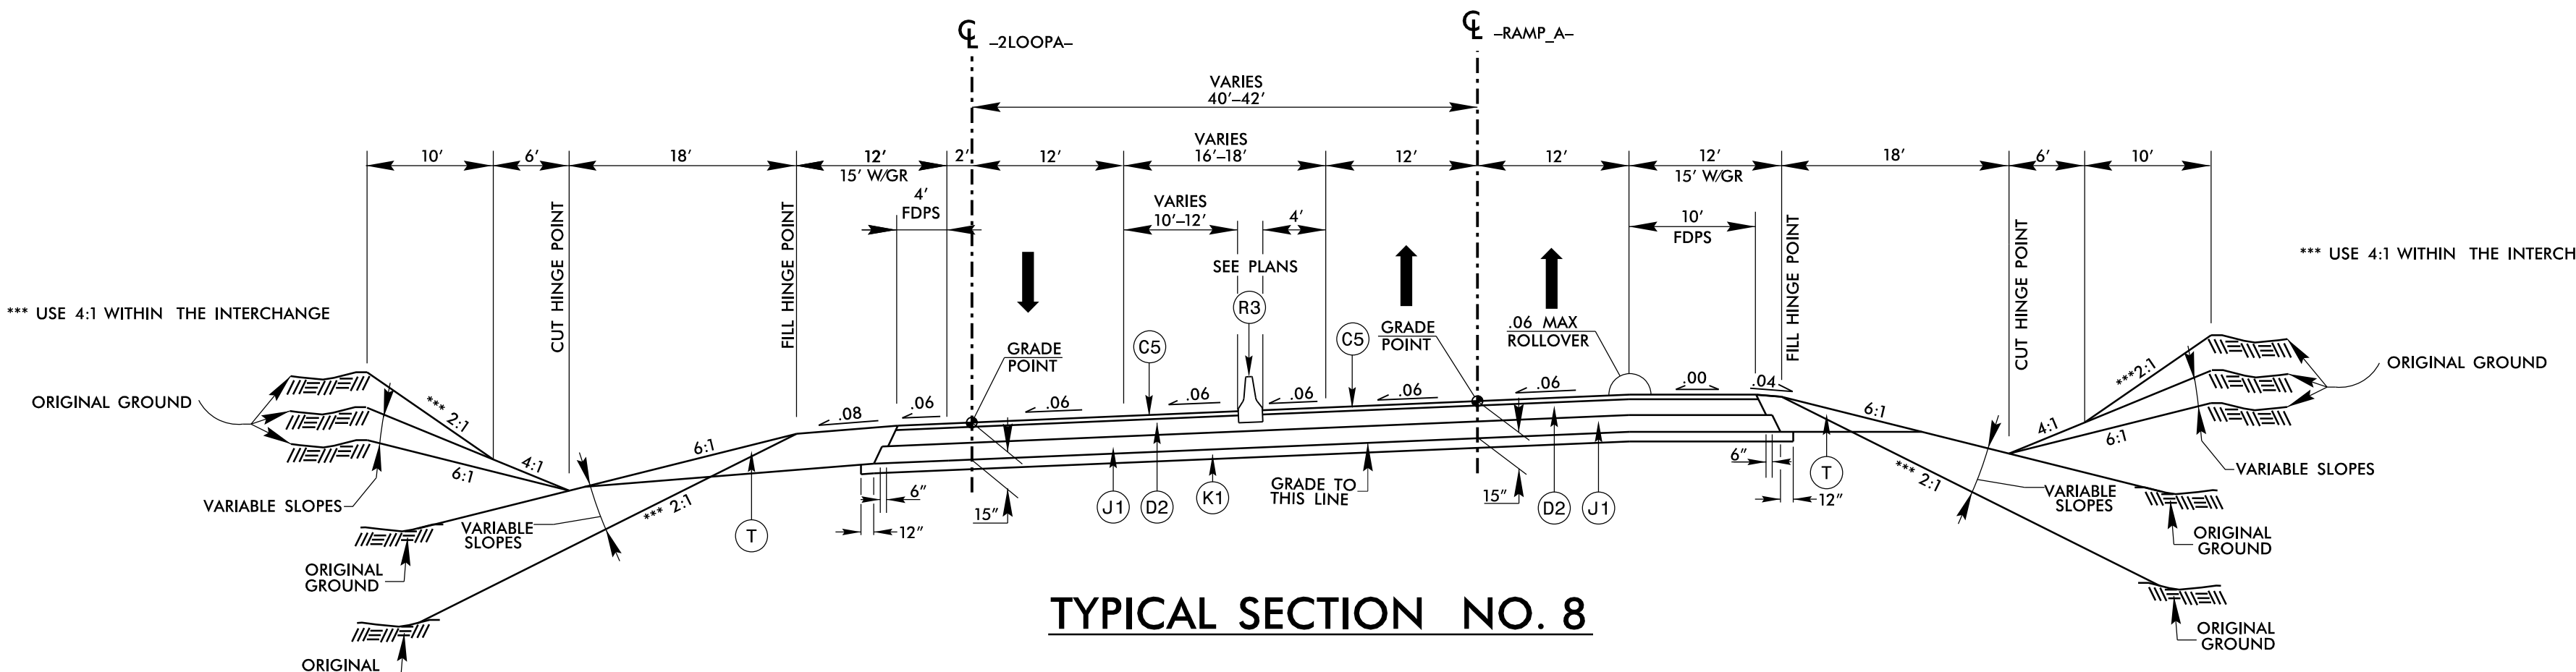 ℄ -2LOOPA-
℄ -RAMP_A-
VARIES
40'-42'
VARIES
10' 6' 18' 12' 2' 12' 16'-18' 12' 12' 12' 18' 6' 10'
15' W/GR
15' W/GR
4'
FDPS
VARIES
10'-12'
4'
10'
FDPS
CUT HINGE POINT
FILL HINGE POINT
FILL HINGE POINT
CUT HINGE POINT
SEE PLANS
R3
*** USE 4:1 WITHIN THE INTERCHANGE
*** USE 4:1 WITHIN THE INTERCH
GRADE
POINT
C5
C5
GRADE
POINT
.06 MAX
ROLLOVER
ORIGINAL GROUND
ORIGINAL GROUND
*** 2:1
4:1
6:1
6:1
.08
.06
.06
.06
.06
.06
.06
.00
.04
6:1
4:1
***2:1
6:1
VARIABLE SLOPES
VARIABLE SLOPES
VARIABLE
SLOPES
*** 2:1
T
12"
6"
15"
J1
D2
K1
GRADE TO
THIS LINE
15"
D2
J1
6"
12"
T
*** 2:1
VARIABLE
SLOPES
ORIGINAL
GROUND
ORIGINAL
GROUND
ORIGINAL
ORIGINAL
GROUND
TYPICAL SECTION NO. 8